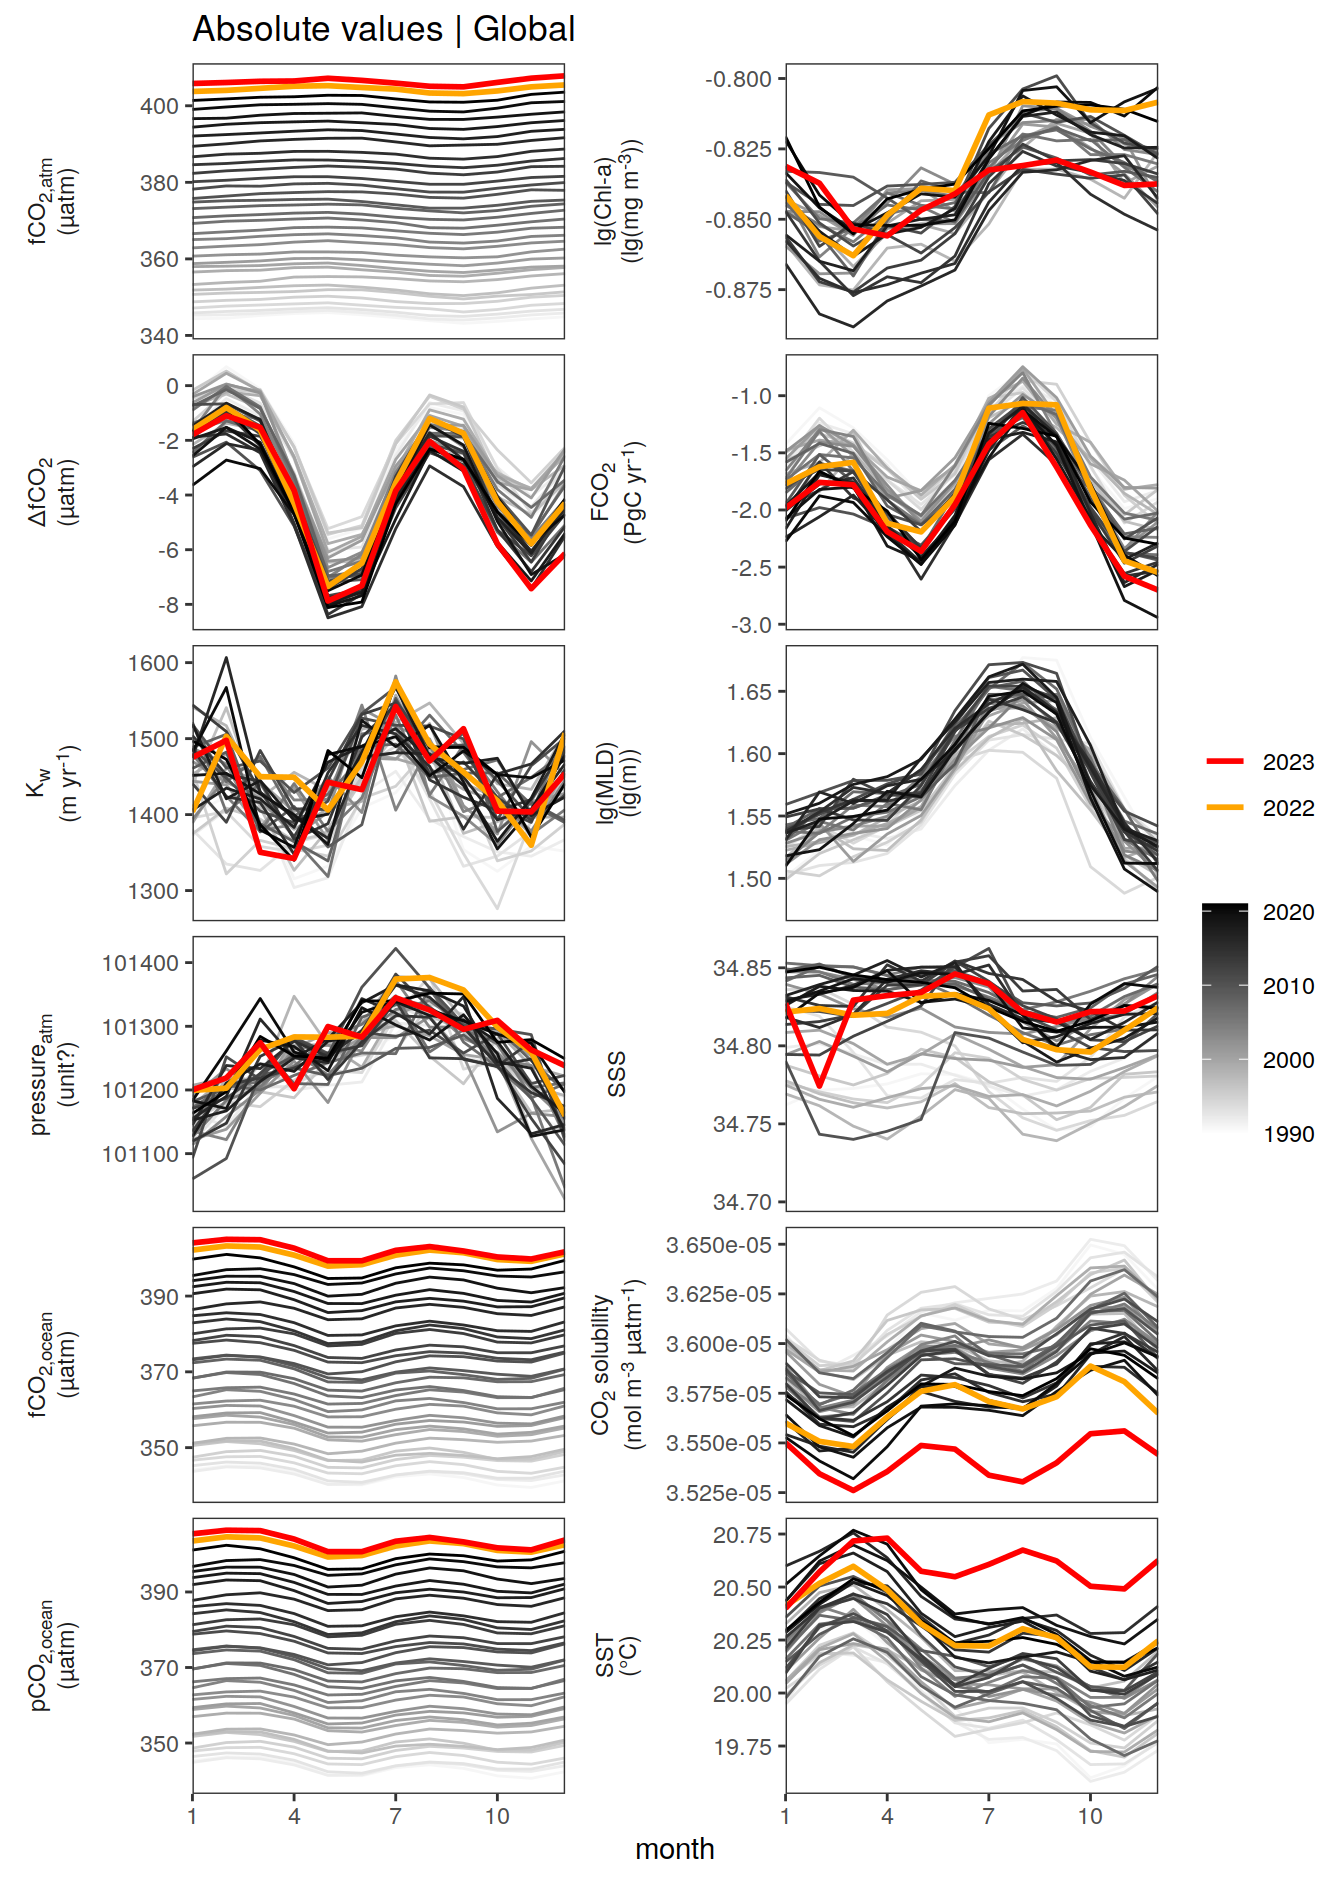 Absolute values | Global
fCO2,atm
(µatm)
400
380
360
340
lg(Chl-a)
(lg(mg m-3))
-0.800
-0.825
-0.850
-0.875
ΔfCO2
(µatm)
0
-2
-4
-6
-8
FCO2
(PgC yr-1)
-1.0
-1.5
-2.0
-2.5
-3.0
Kw
(m yr-1)
1600
1500
1400
1300
lg(MLD)
(lg(m))
1.65
1.60
1.55
1.50
pressureatm
(unit?)
101400
101300
101200
101100
SSS
34.85
34.80
34.75
34.70
fCO2,ocean
(µatm)
390
370
350
CO2 solubility
(mol m-3 µatm-1)
3.650e-05
3.625e-05
3.600e-05
3.575e-05
3.550e-05
3.525e-05
pCO2,ocean
(µatm)
390
370
350
SST
(°C)
20.75
20.50
20.25
20.00
19.75
1 4 7 10
1 4 7 10
month
2023
2022
2020
2010
2000
1990